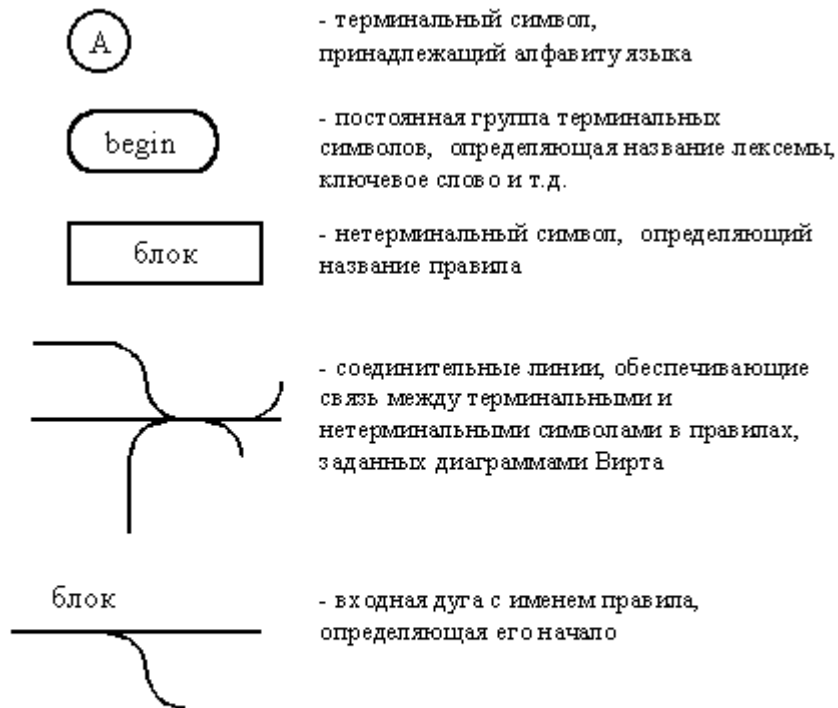 A
- терминальный символ,
принадлежащий алфавиту языка
begin
- постоянная группа терминальных
символов, определяющая название лексемы,
ключевое слово и т.д.
блок
- нетерминальный символ, определяющий
название правила
- соединительные линии, обеспечивающие
связь между терминальными и
нетерминальными символами в правилах,
заданных диаграммами Вирта
блок
- входная дуга с именем правила,
определяющая его начало